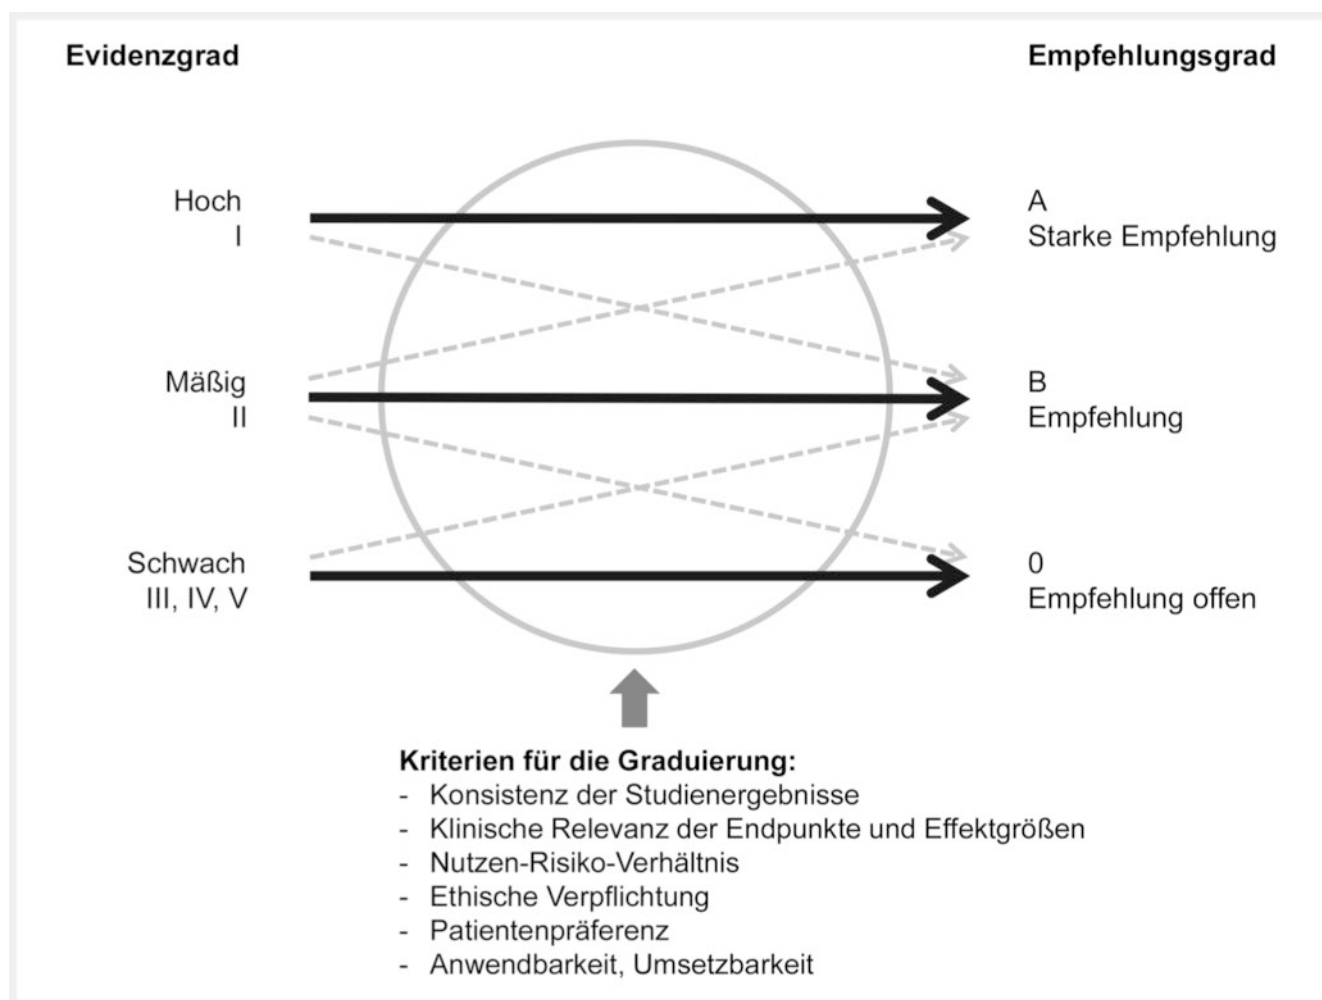 Evidenzgrad
Empfehlungsgrad
Hoch
I
A
Starke Empfehlung
Mäßig
II
B
Empfehlung
Schwach
III, IV, V
0
Empfehlung offen
Kriterien für die Graduierung:
- Konsistenz der Studienergebnisse
- Klinische Relevanz der Endpunkte und Effektgrößen
- Nutzen-Risiko-Verhältnis
- Ethische Verpflichtung
- Patientenpräferenz
- Anwendbarkeit, Umsetzbarkeit